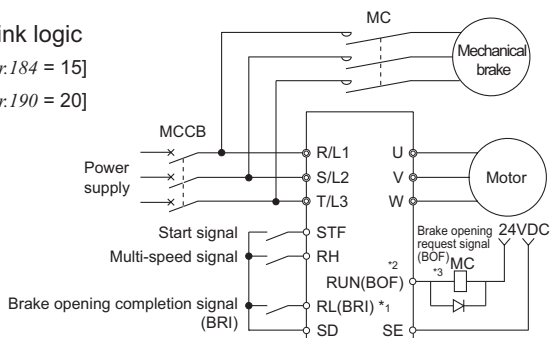 ink logic
r.184 = 15]
r.190 = 20]
MC
Mechanical
brake
MCCB
Power
supply
R/L1
S/L2
T/L3
U
V
W
Motor
Start signal
STF
Multi-speed signal
RH
Brake opening
request signal
(BOF)
24VDC
*3
MC
*2
RUN(BOF)
Brake opening completion signal
(BRI)
RL(BRI) *1
SD
SE